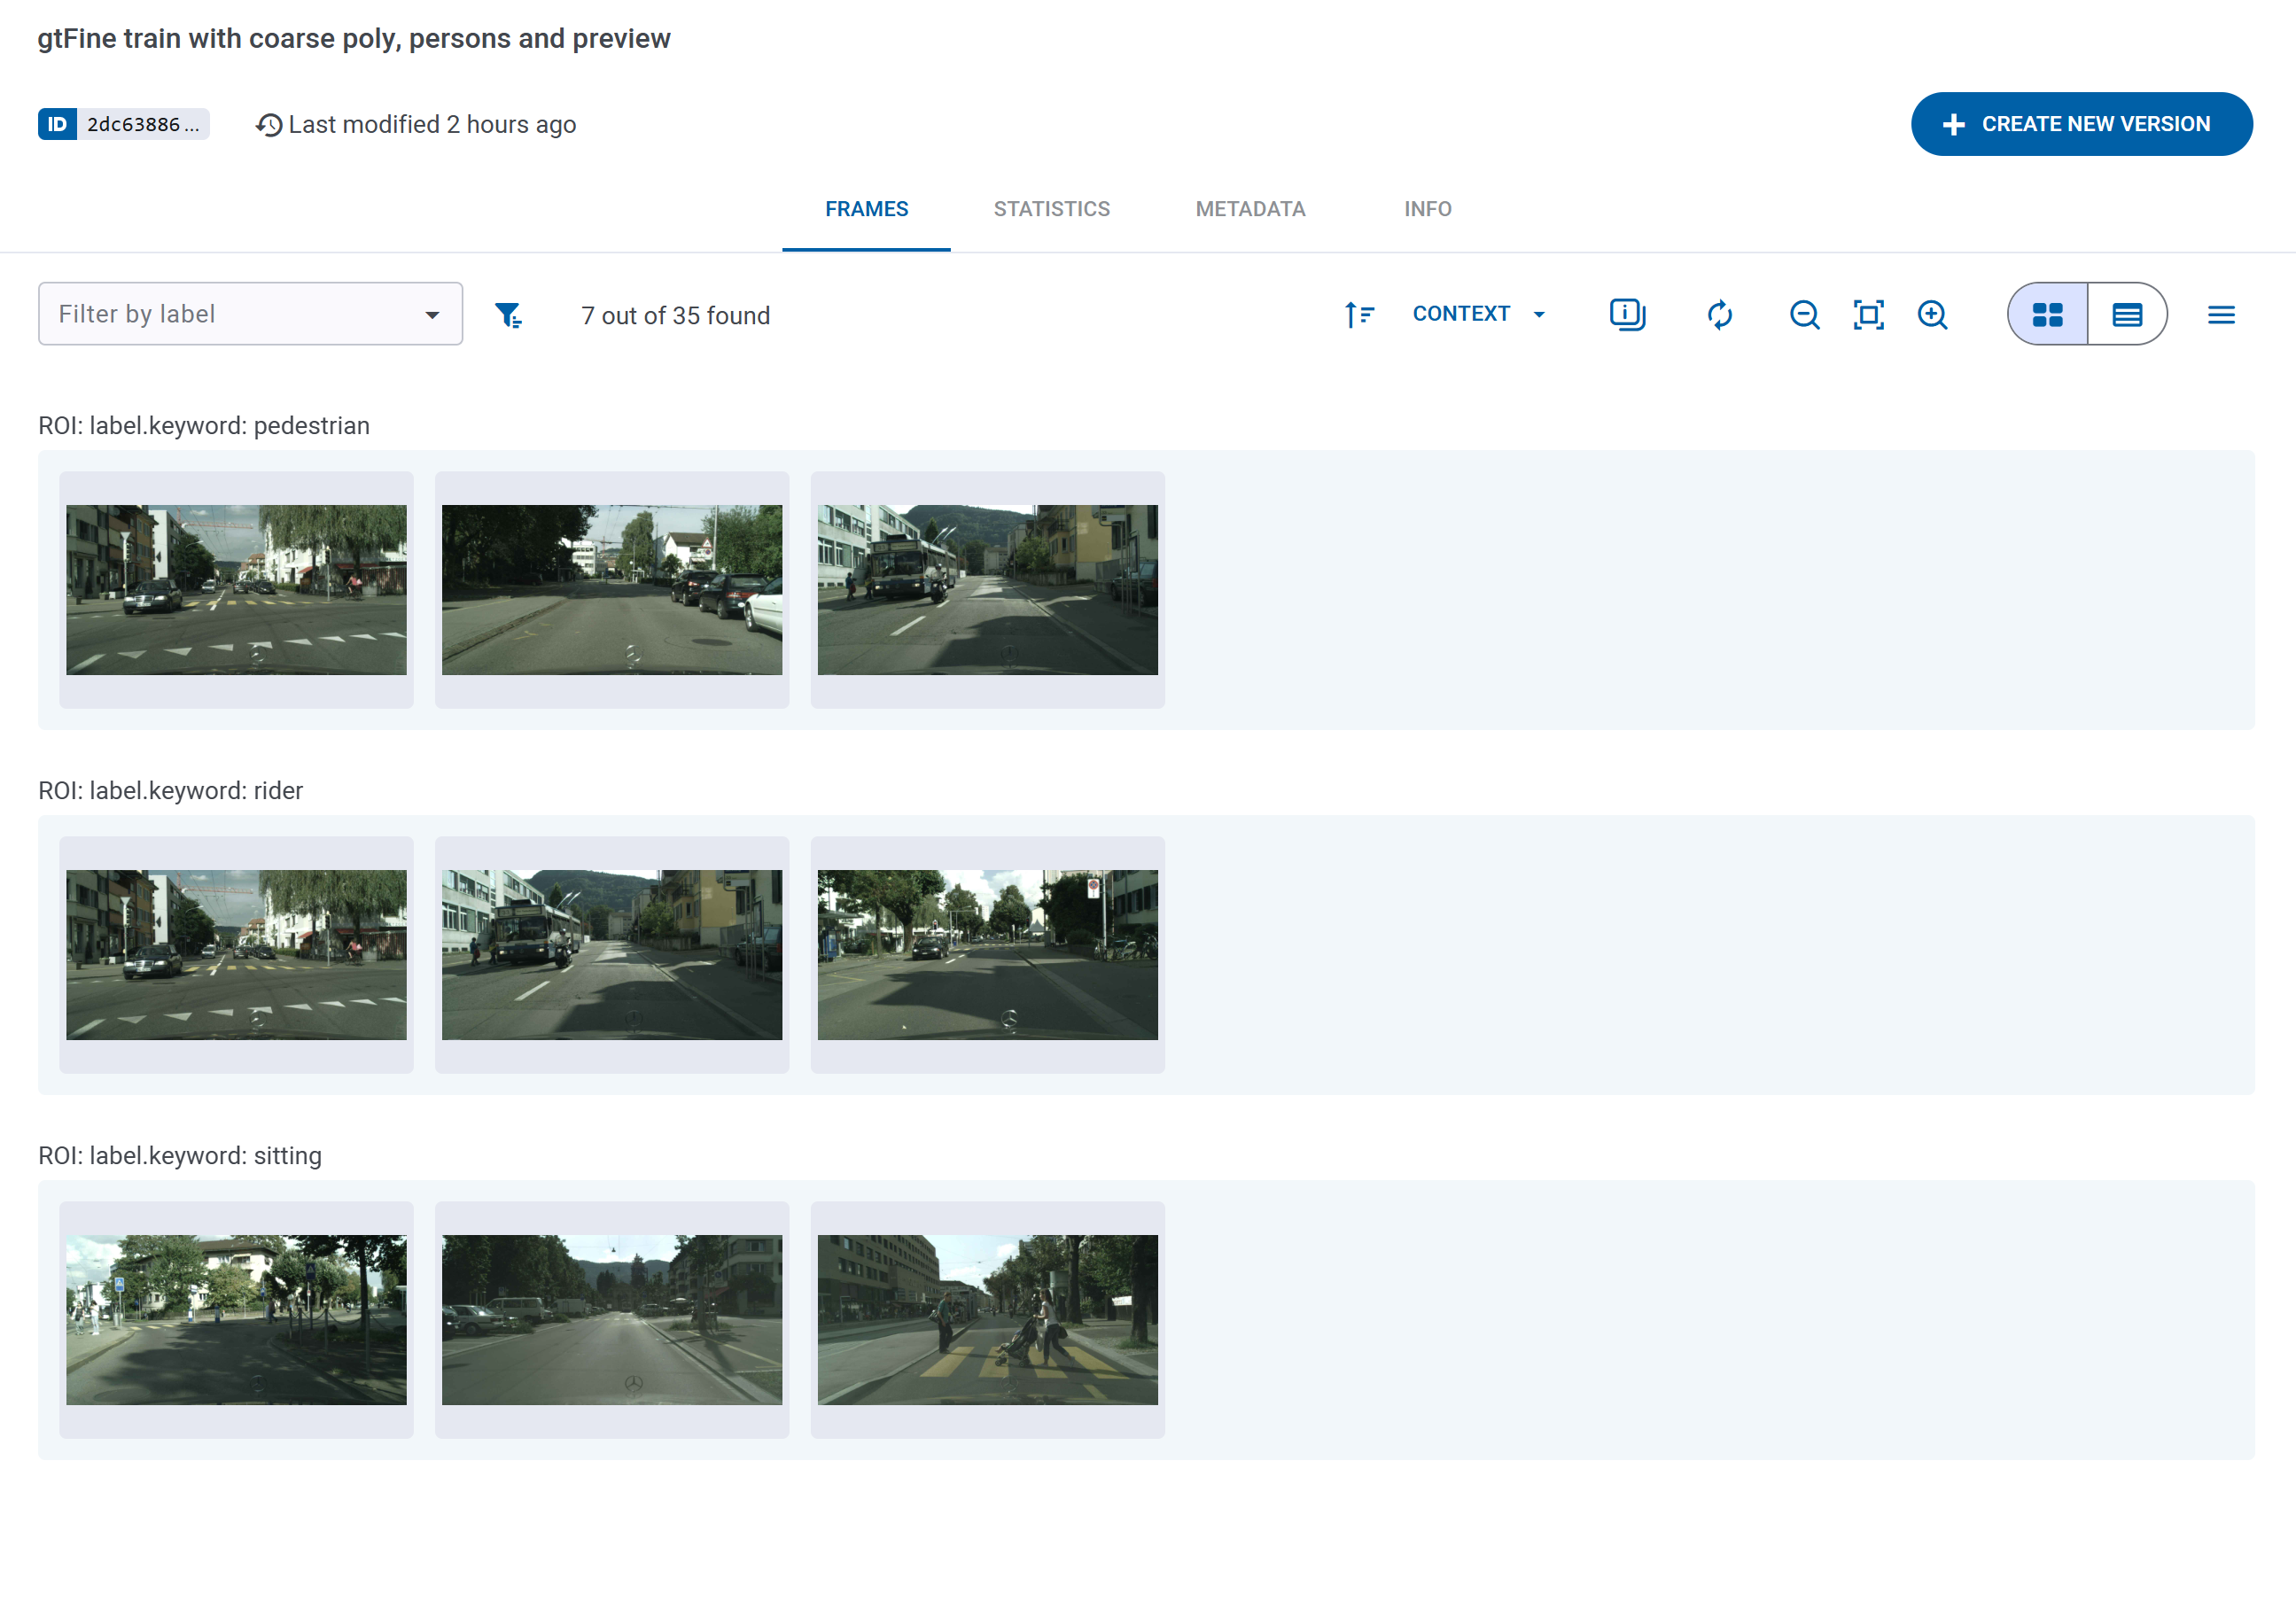 gtFine train with coarse poly, persons and preview
ID 2dc63886 ...
Last modified 2 hours ago
CREATE NEW VERSION
FRAMES STATISTICS METADATA INFO
Filter by label
7 out of 35 found
CONTEXT
ROI: label.keyword: pedestrian
ROI: label.keyword: rider
ROI: label.keyword: sitting